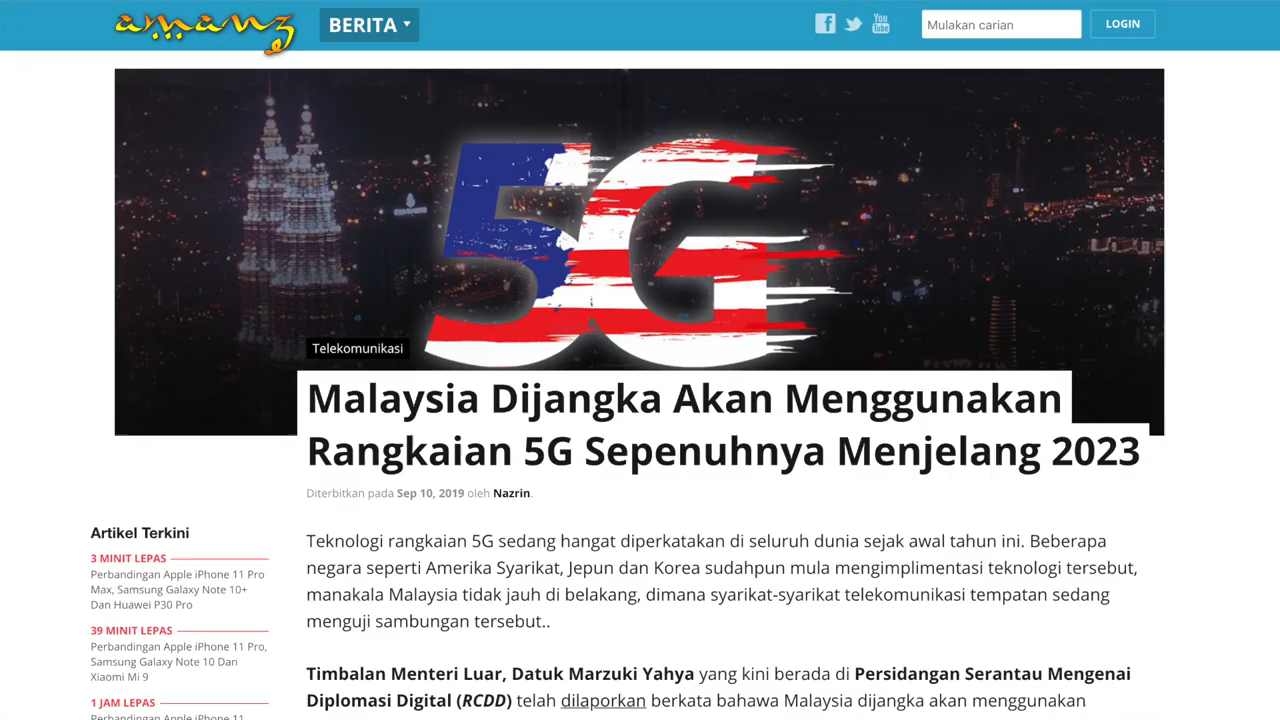 amanz
BERITA
You
Tube
Mulakan carian
LOGIN
5G
Telekomunikasi
Malaysia Dijangka Akan Menggunakan
Rangkaian 5G Sepenuhnya Menjelang 2023
Diterbitkan pada Sep 10, 2019 oleh Nazrin.
Artikel Terkini
3 MINIT LEPAS
Perbandingan Apple iPhone 11 Pro
Max, Samsung Galaxy Note 10+
Dan Huawei P30 Pro
39 MINIT LEPAS
Perbandingan Apple iPhone 11 Pro,
Samsung Galaxy Note 10 Dan
Xiaomi Mi 9
1 JAM LEPAS
Perbandingan Apple iPhone 11
Teknologi rangkaian 5G sedang hangat diperkatakan di seluruh dunia sejak awal tahun ini. Beberapa
negara seperti Amerika Syarikat, Jepun dan Korea sudahpun mula mengimplimentasi teknologi tersebut,
manakala Malaysia tidak jauh di belakang, dimana syarikat-syarikat telekomunikasi tempatan sedang
menguji sambungan tersebut..
Timbalan Menteri Luar, Datuk Marzuki Yahya yang kini berada di Persidangan Serantau Mengenai
Diplomasi Digital (RCDD) telah dilaporkan berkata bahawa Malaysia dijangka akan menggunakan